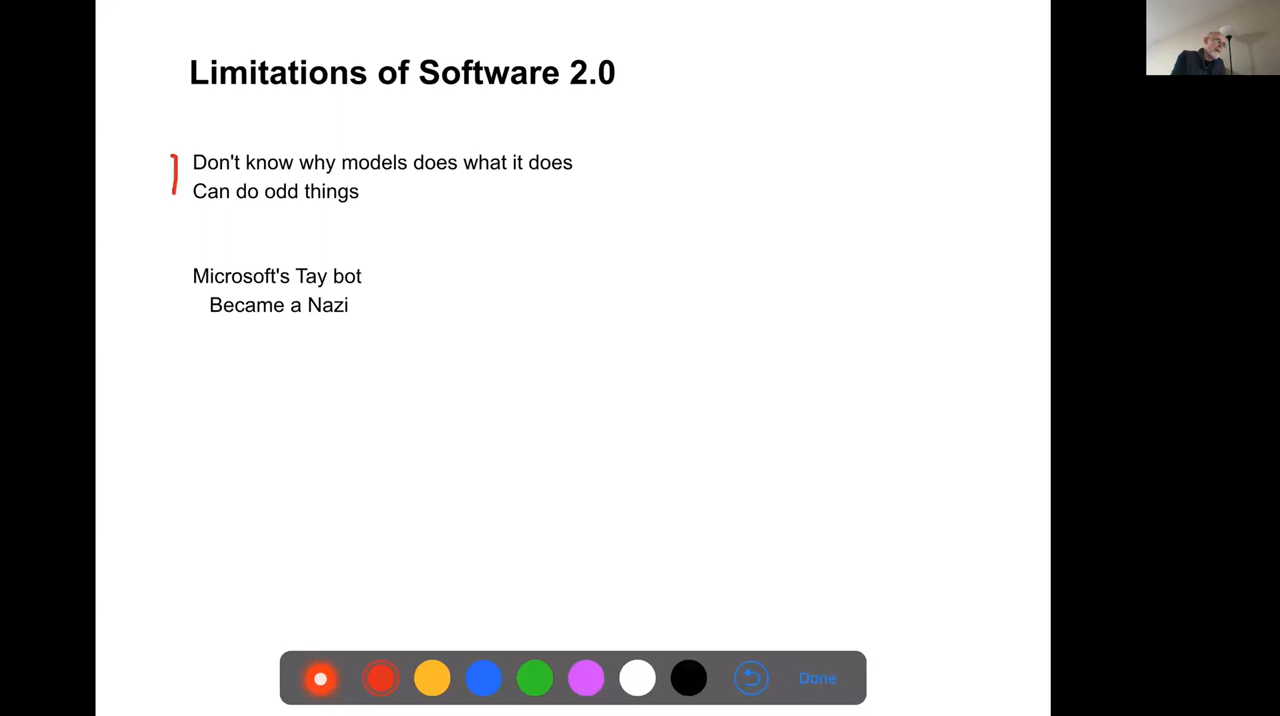 Limitations of Software 2.0
Don't know why models does what it does
Can do odd things
Microsoft's Tay bot
Became a Nazi
Done